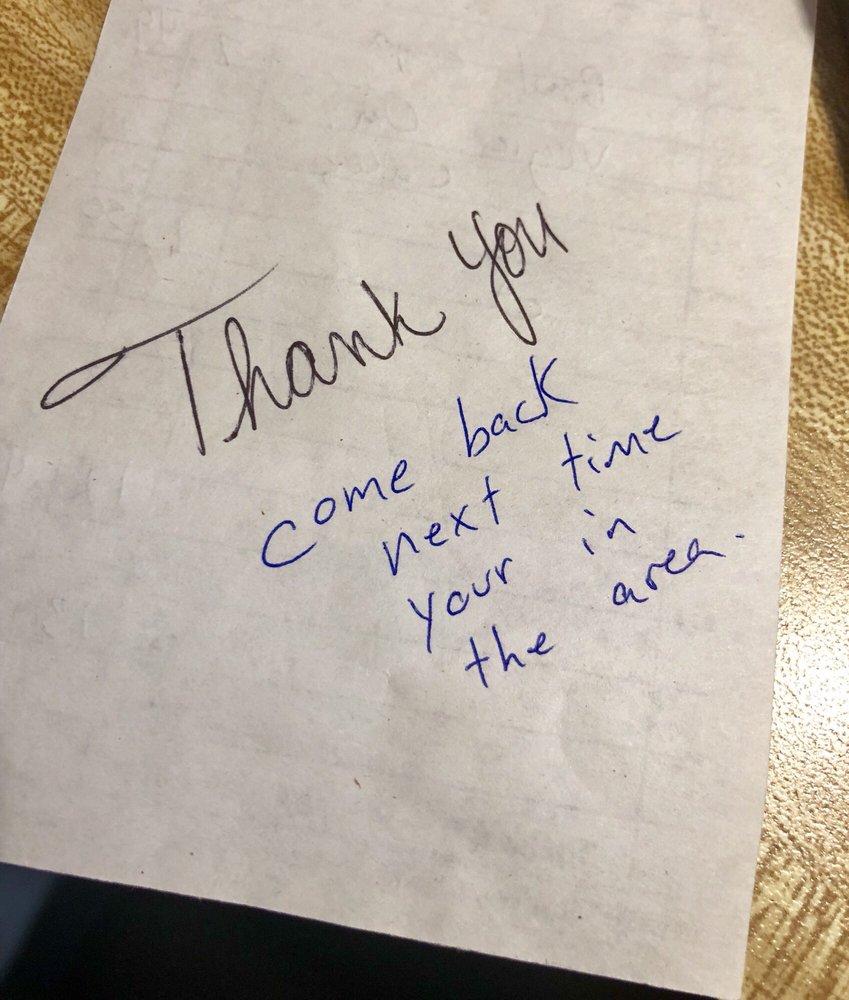 Thank you
come back
next time
your in
the area.